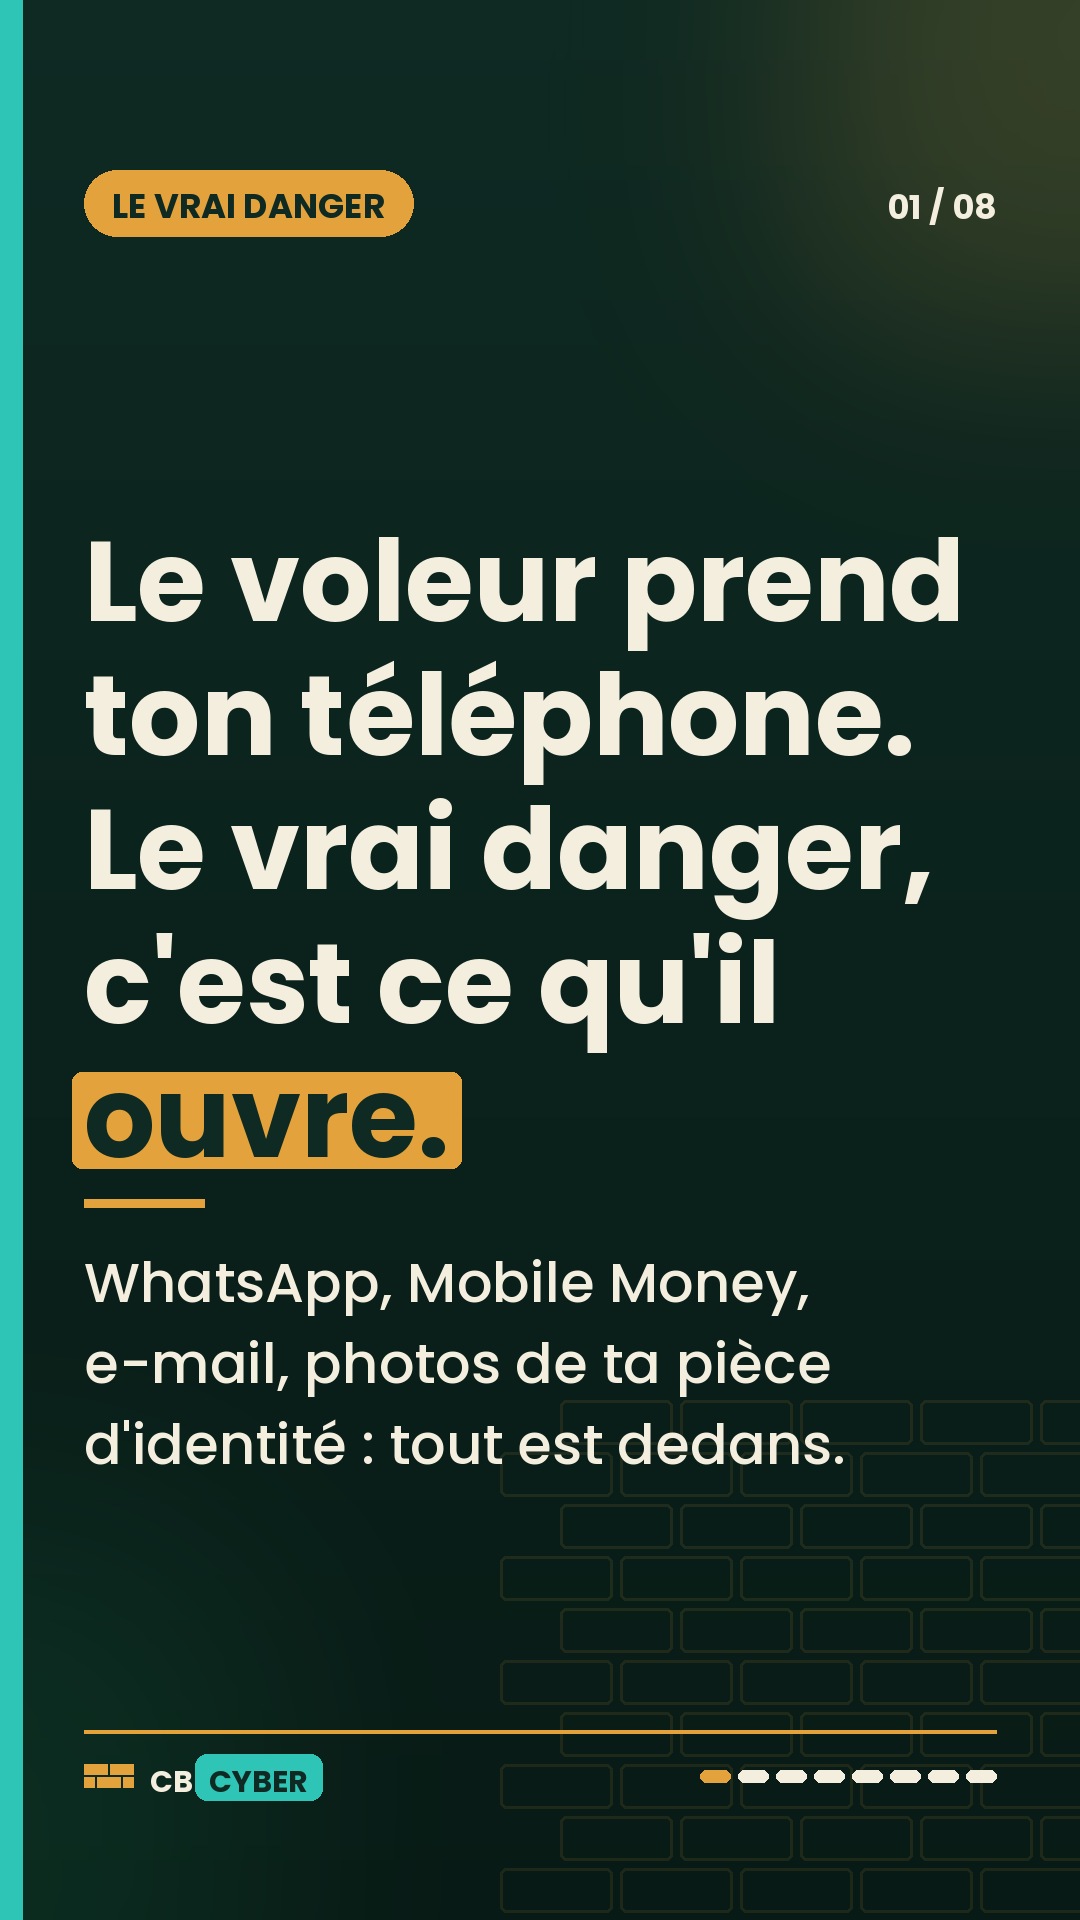 LE VRAI DANGER
01 / 08
Le voleur prend
ton téléphone.
Le vrai danger,
c'est ce qu'il
ouvre.
WhatsApp, Mobile Money,
e-mail, photos de ta pièce
d'identité : tout est dedans.
CB CYBER